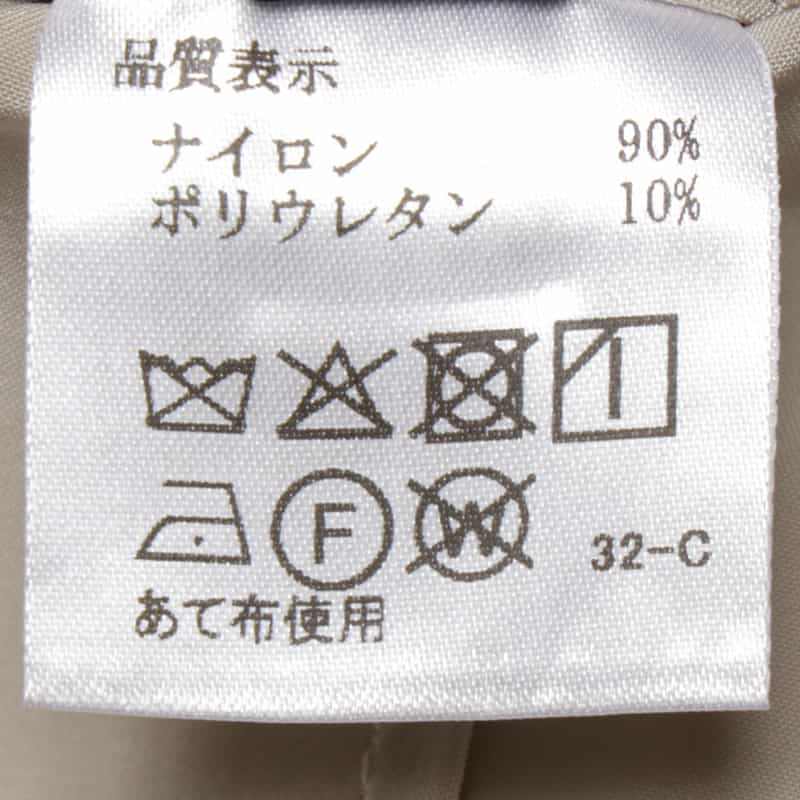 品質表示
ナイロン 90%
ポリウレタン 10%
F W 32-C
あて布使用